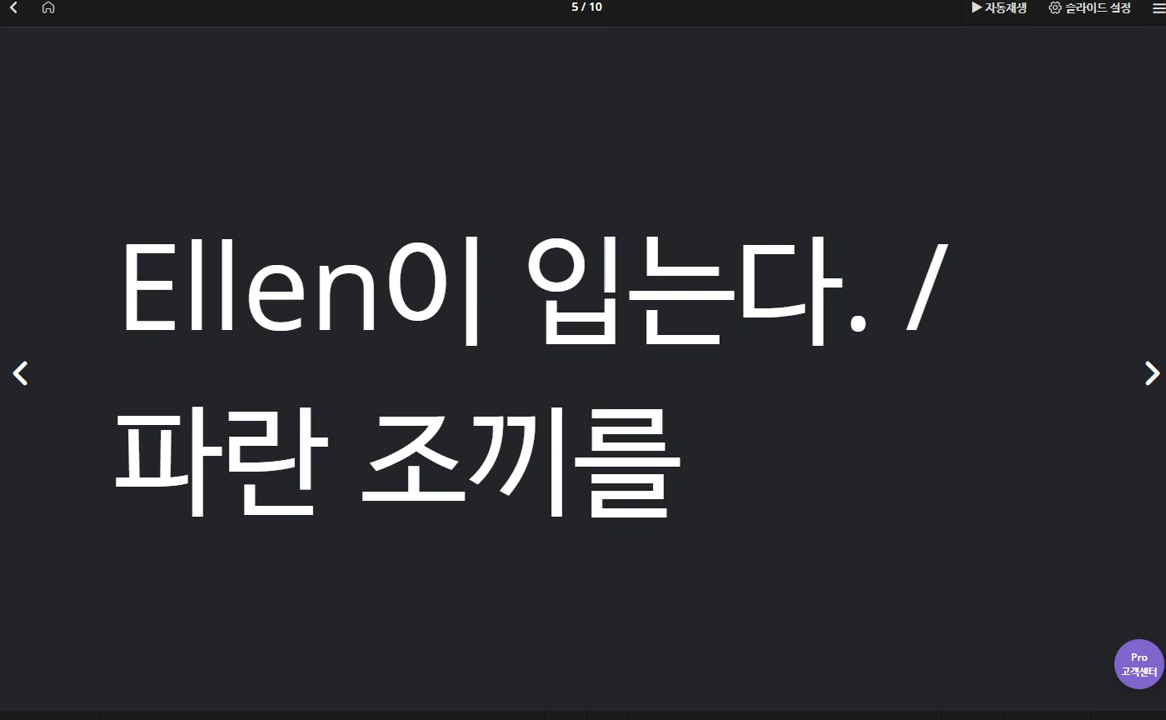 5 / 10
▶ 자동재생
슬라이드 설정
Ellen이 입는다. /
파란 조끼를
Pro
고객센터